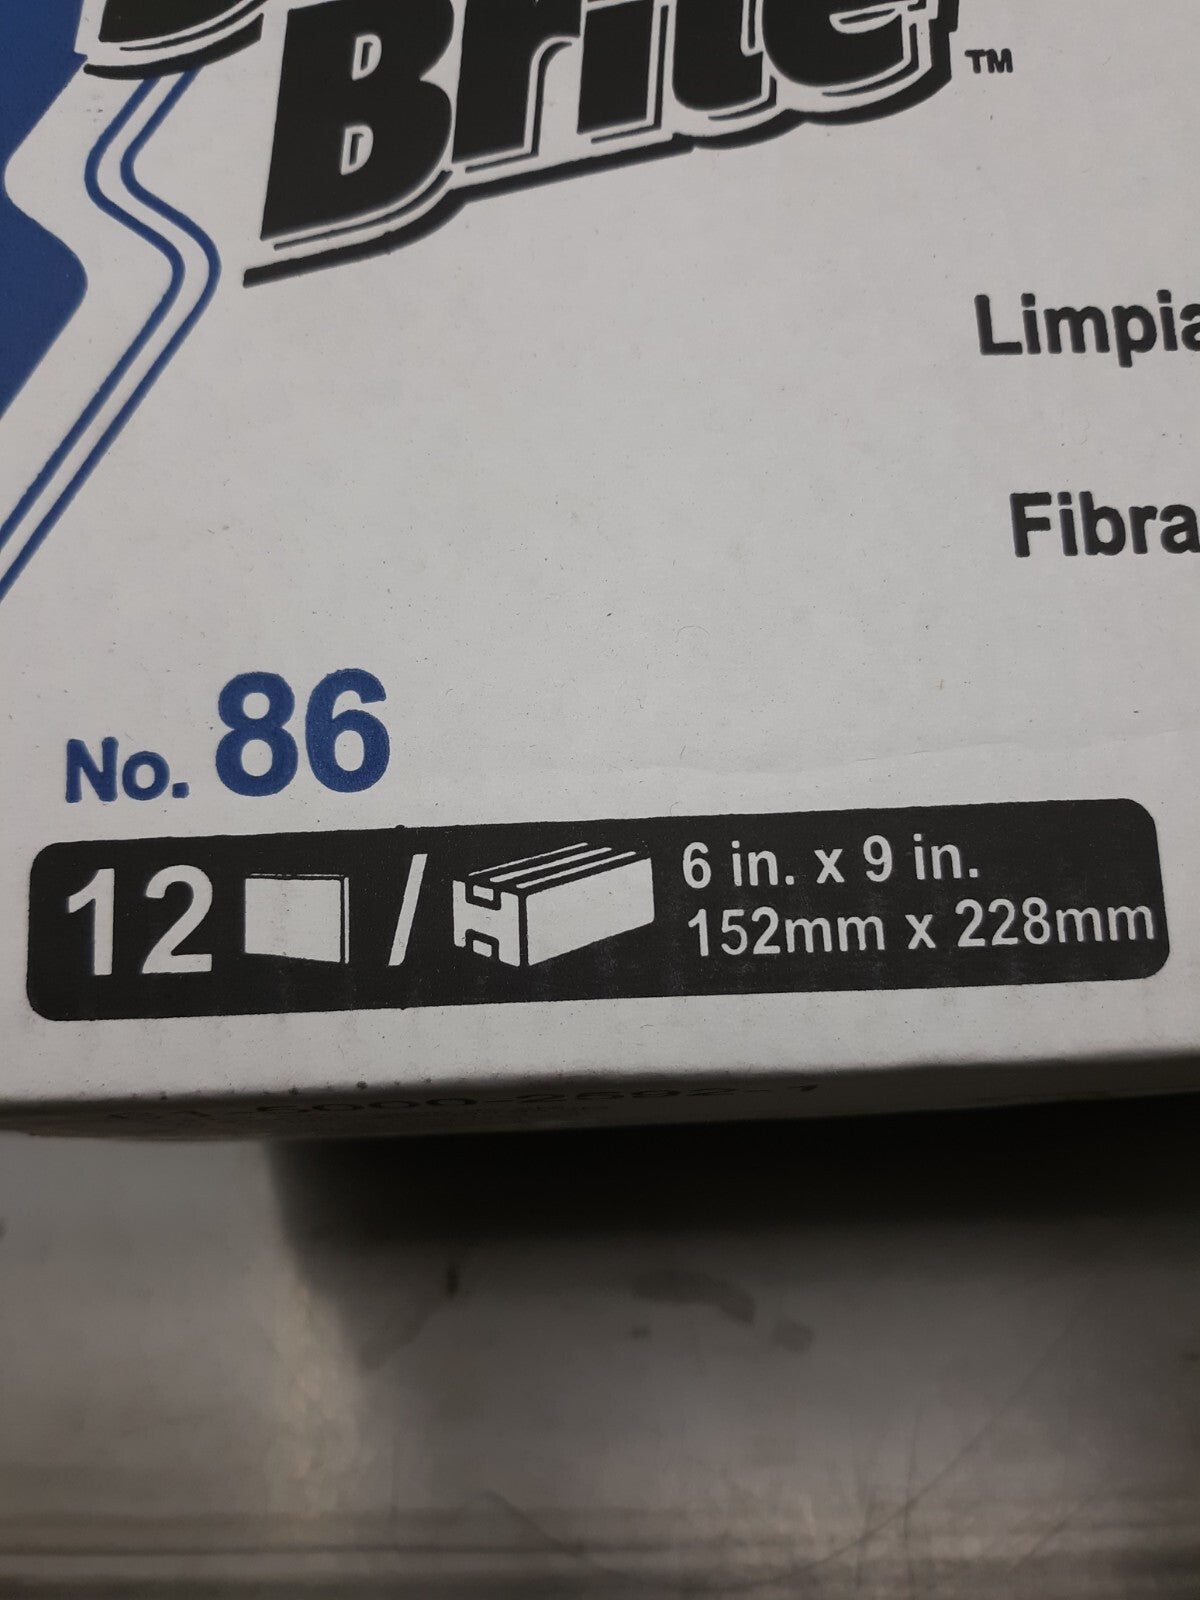 Brite™
Limpia
Fibra
No. 86
12 /
6 in. x 9 in.
152mm x 228mm